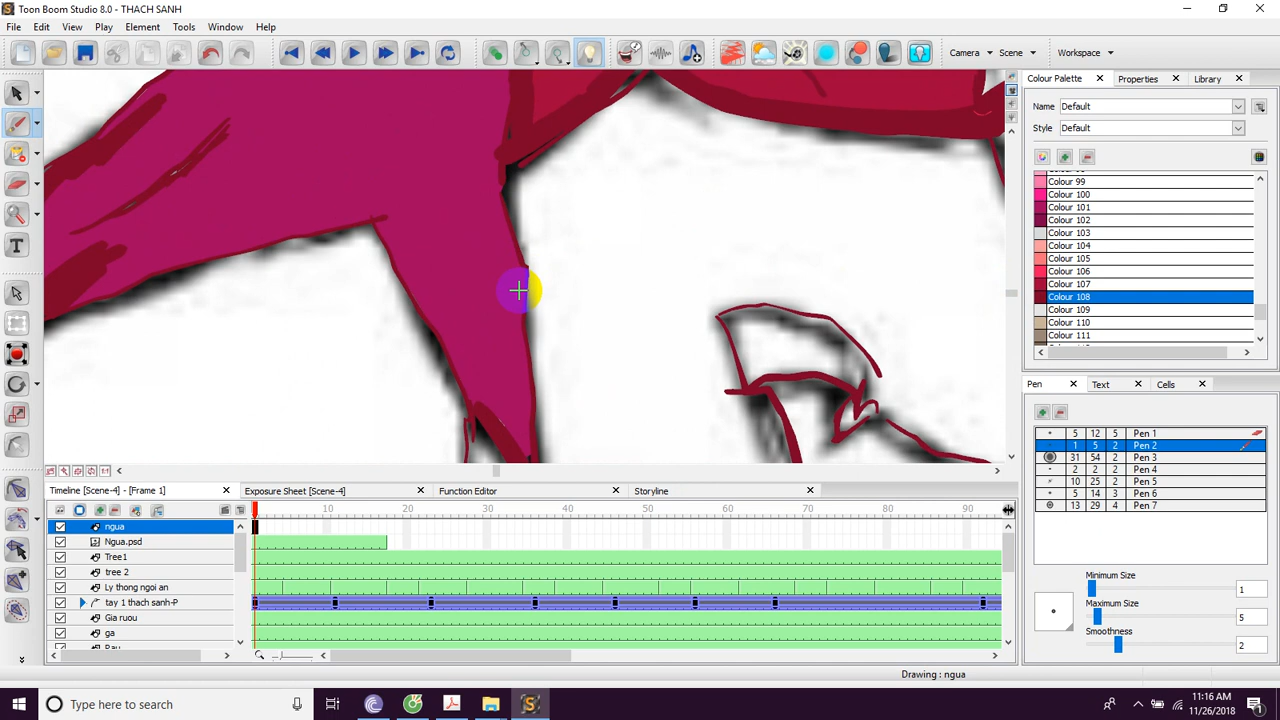 Toon Boom Studio 8.0 - THACH SANH
File Edit View Play Element Tools Window Help
Camera Scene Workspace
Colour Palette Properties Library
Name Default
Style Default
Colour 99
Colour 100
Colour 101
Colour 102
Colour 103
Colour 104
Colour 105
Colour 106
Colour 107
Colour 108
Colour 109
Colour 110
Colour 111
Pen Text Cells
5 12 5 Pen 1
1 5 2 Pen 2
31 54 2 Pen 3
2 2 2 Pen 4
10 25 2 Pen 5
5 14 3 Pen 6
13 29 4 Pen 7
Minimum Size
1
Maximum Size
5
Smoothness
2
Timeline [Scene-4] - [Frame 1] Exposure Sheet [Scene-4] Function Editor Storyline
10 20 30 40 50 60 70 80 90
ngua
Ngua.psd
Tree1
tree 2
Ly thong ngoi an
tay 1 thach sanh-P
Gia ruou
ga
Drawing : ngua
Type here to search
11:16 AM
11/26/2018